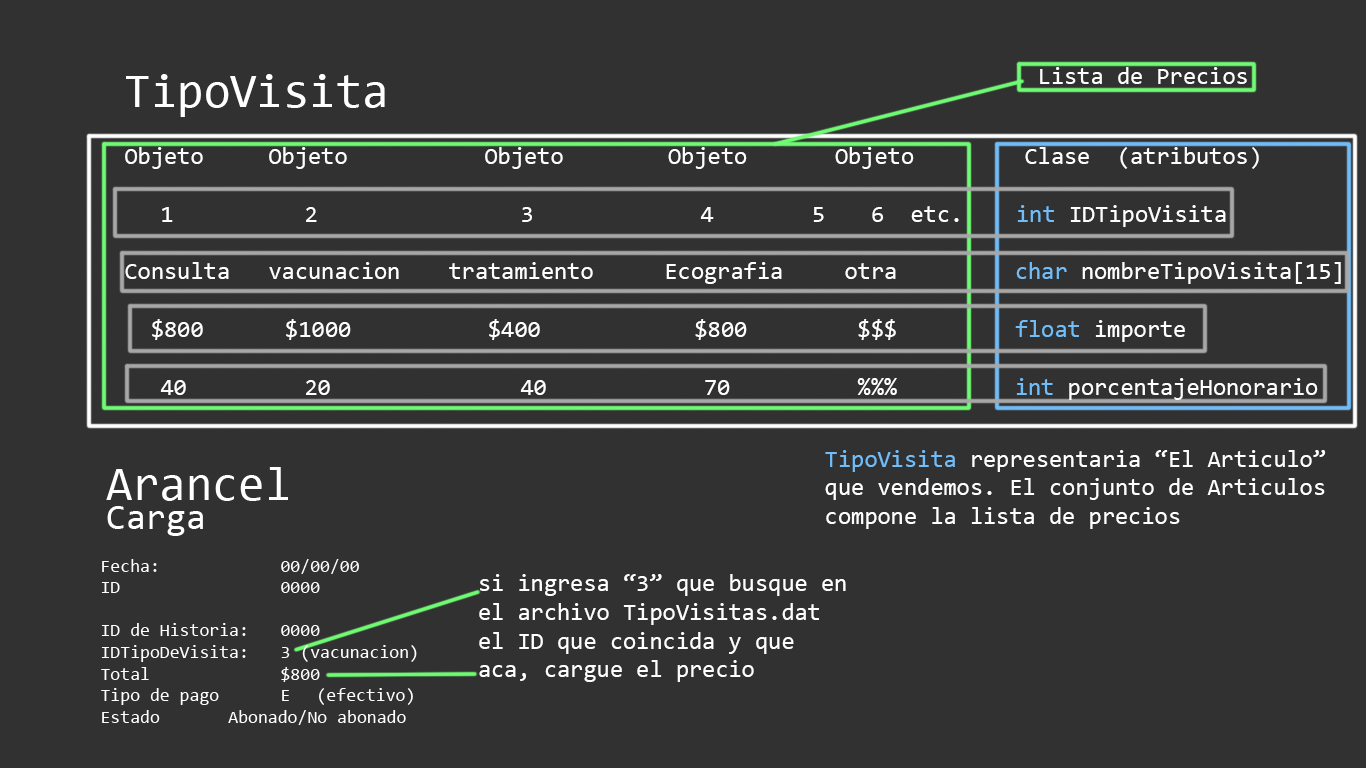 TipoVisita
Lista de Precios
Objeto Objeto Objeto Objeto Objeto Clase (atributos)
1 2 3 4 5 6 etc. int IDTipoVisita
Consulta vacunacion tratamiento Ecografia otra char nombreTipoVisita[15]
$800 $1000 $400 $800 $$$ float importe
40 20 40 70 %%% int porcentajeHonorario
TipoVisita representaria “El Articulo”
que vendemos. El conjunto de Articulos
compone la lista de precios
Arancel
Carga
Fecha: 00/00/00
ID 0000
ID de Historia: 0000
IDTipoDeVisita: 3 (vacunacion)
Total $800
Tipo de pago E (efectivo)
Estado Abonado/No abonado
si ingresa “3” que busque en
el archivo TipoVisitas.dat
el ID que coincida y que
aca, cargue el precio